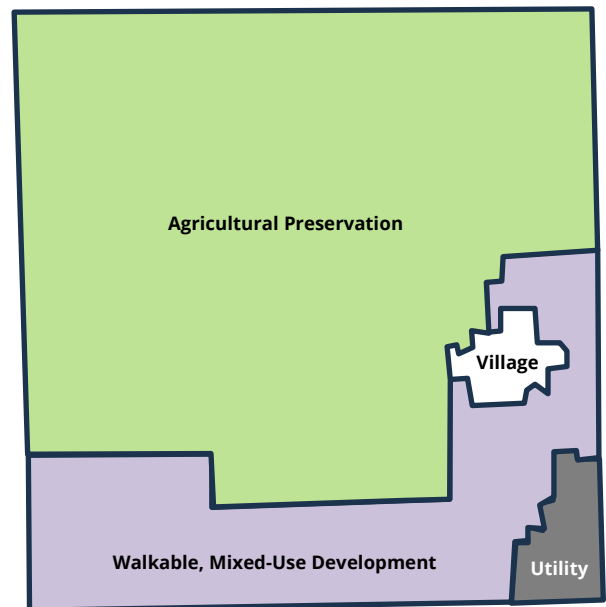 Agricultural Preservation
Village
Walkable, Mixed-Use Development
Utility